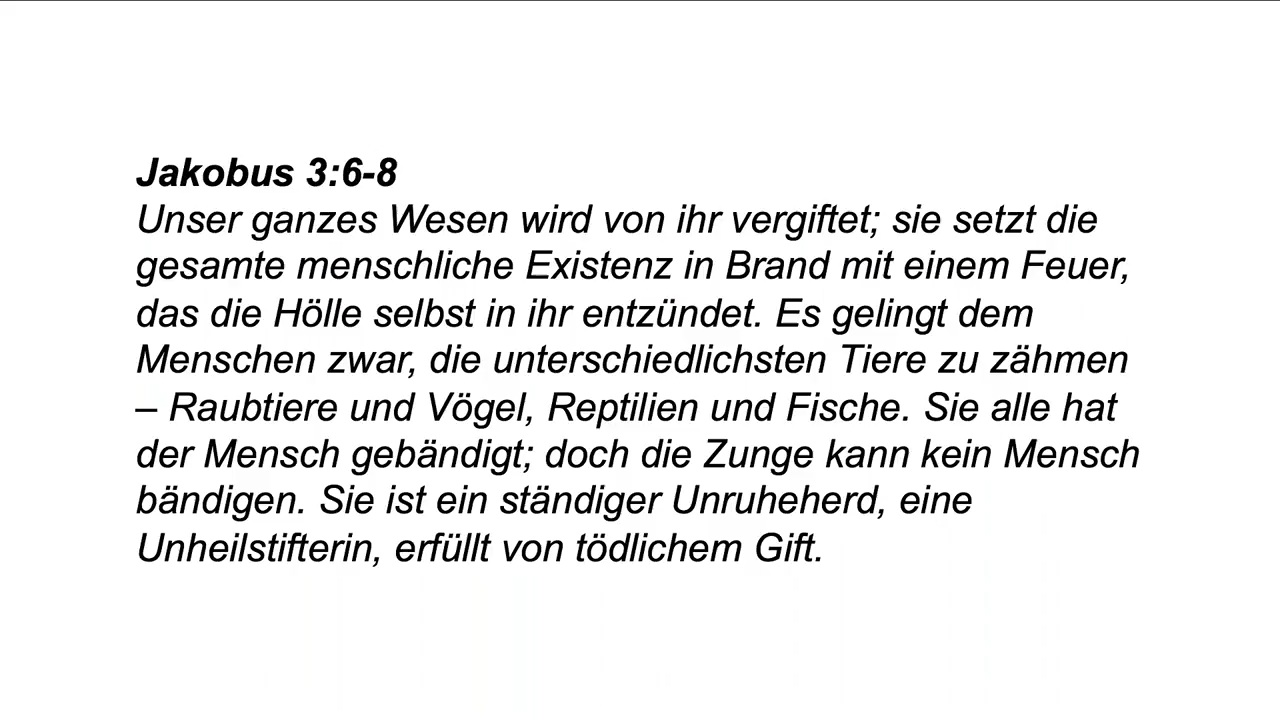 Jakobus 3:6-8
Unser ganzes Wesen wird von ihr vergiftet; sie setzt die
gesamte menschliche Existenz in Brand mit einem Feuer,
das die Hölle selbst in ihr entzündet. Es gelingt dem
Menschen zwar, die unterschiedlichsten Tiere zu zähmen
– Raubtiere und Vögel, Reptilien und Fische. Sie alle hat
der Mensch gebändigt; doch die Zunge kann kein Mensch
bändigen. Sie ist ein ständiger Unruheherd, eine
Unheilstifterin, erfüllt von tödlichem Gift.